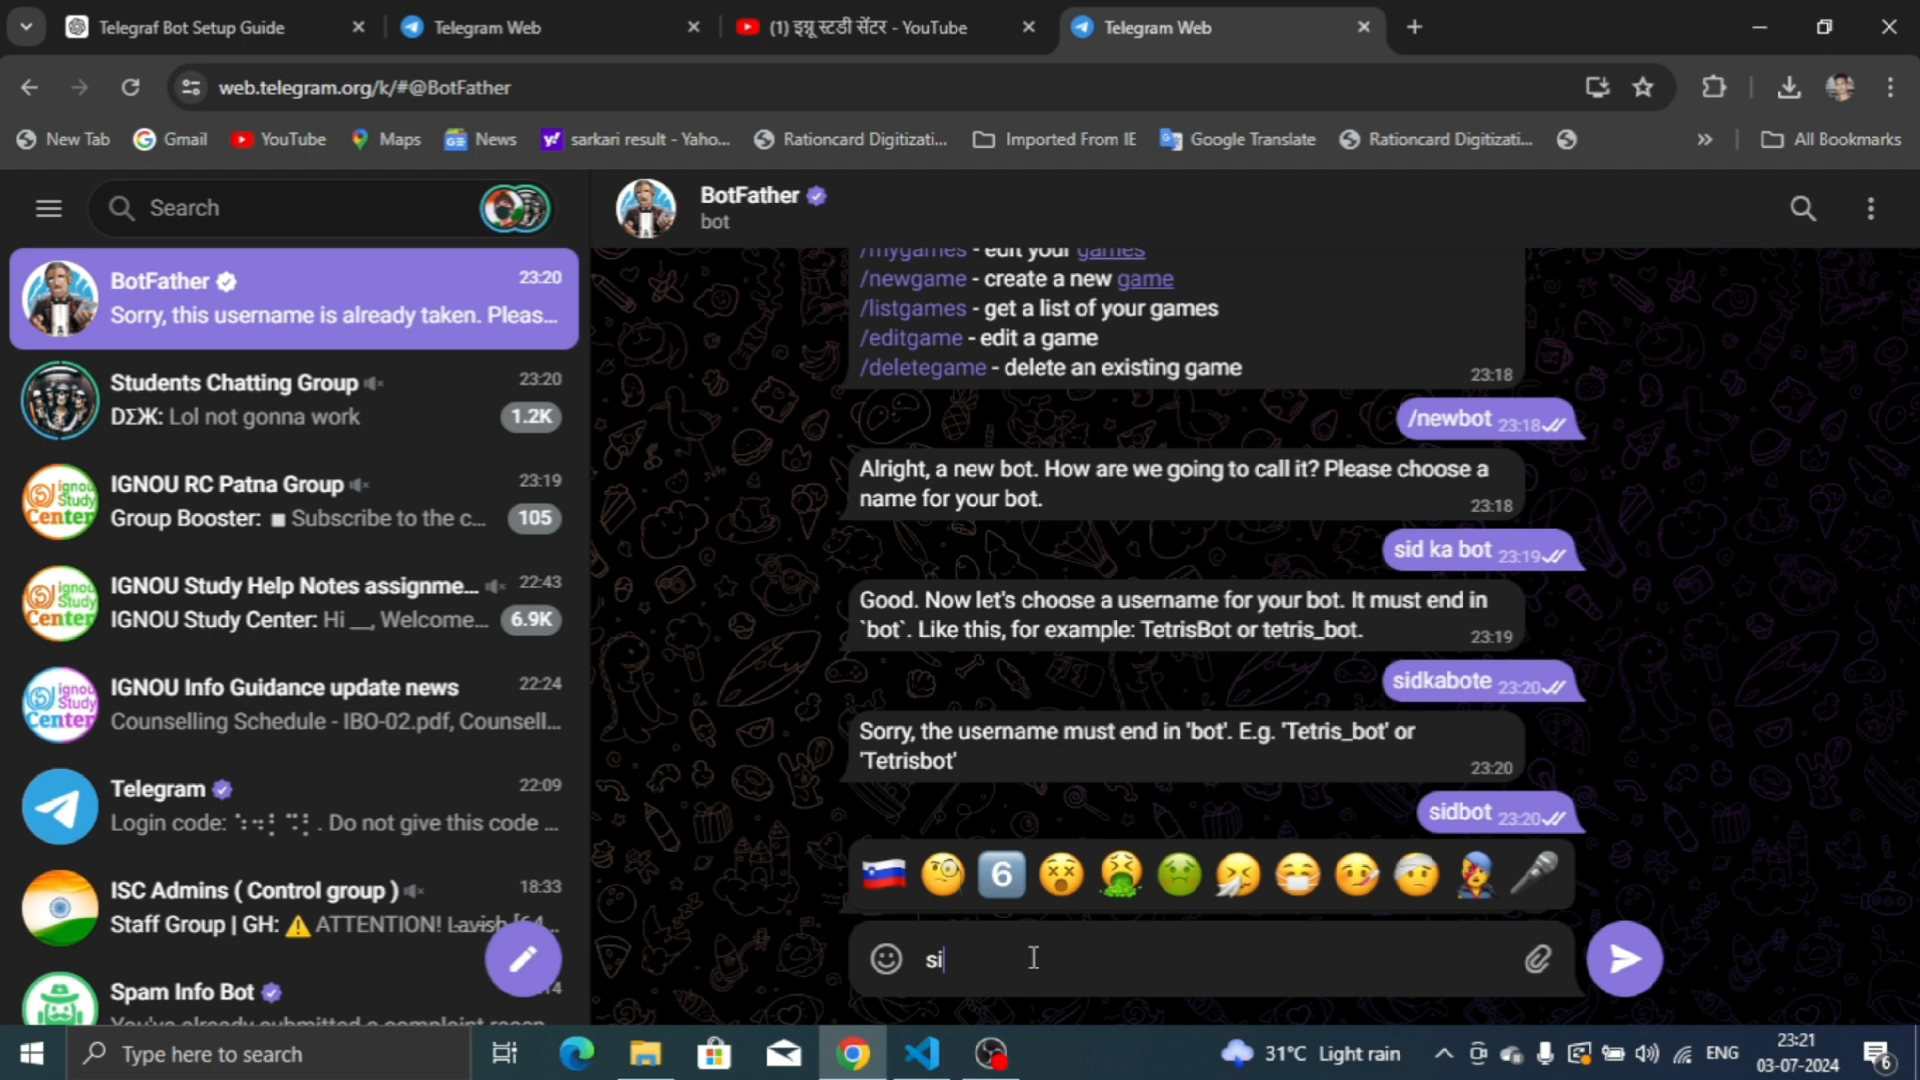 Telegraf Bot Setup Guide
Telegram Web
(1) इग्नू स्टडी सेंटर - YouTube
Telegram Web
web.telegram.org/k/#@BotFather
New Tab
Gmail
YouTube
Maps
News
sarkari result - Yaho...
Rationcard Digitizati...
Imported From IE
Google Translate
Rationcard Digitizati...
All Bookmarks
Search
BotFather
bot
BotFather
23:20
Sorry, this username is already taken. Pleas...
Students Chatting Group
23:20
DΣЖ: Lol not gonna work
1.2K
IGNOU RC Patna Group
23:19
Group Booster: ■ Subscribe to the c...
105
IGNOU Study Help Notes assignme...
22:43
IGNOU Study Center: Hi __, Welcome...
6.9K
IGNOU Info Guidance update news
22:24
Counselling Schedule - IBO-02.pdf, Counsell...
Telegram
22:09
Login code: . Do not give this code ...
ISC Admins ( Control group )
18:33
Staff Group | GH: ⚠️ ATTENTION! Lavish
Spam Info Bot
/mygames - edit your games
/newgame - create a new game
/listgames - get a list of your games
/editgame - edit a game
/deletegame - delete an existing game
23:18
/newbot 23:18
Alright, a new bot. How are we going to call it? Please choose a
name for your bot.
23:18
sid ka bot 23:19
Good. Now let's choose a username for your bot. It must end in
`bot`. Like this, for example: TetrisBot or tetris_bot.
23:19
sidkabote 23:20
Sorry, the username must end in 'bot'. E.g. 'Tetris_bot' or
'Tetrisbot'
23:20
sidbot 23:20
6
si
Type here to search
31°C Light rain
ENG
23:21
03-07-2024
6